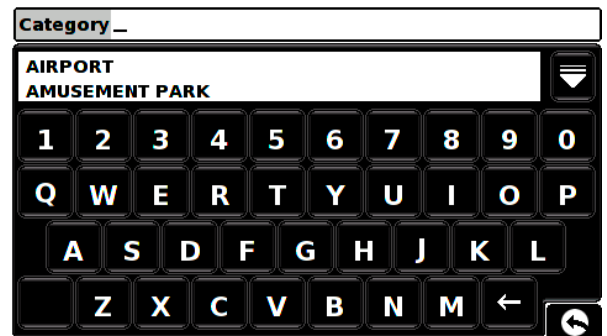 Category _
AIRPORT
AMUSEMENT PARK
1 2 3 4 5 6 7 8 9 0
Q W E R T Y U I O P
A S D F G H J K L
Z X C V B N M ←